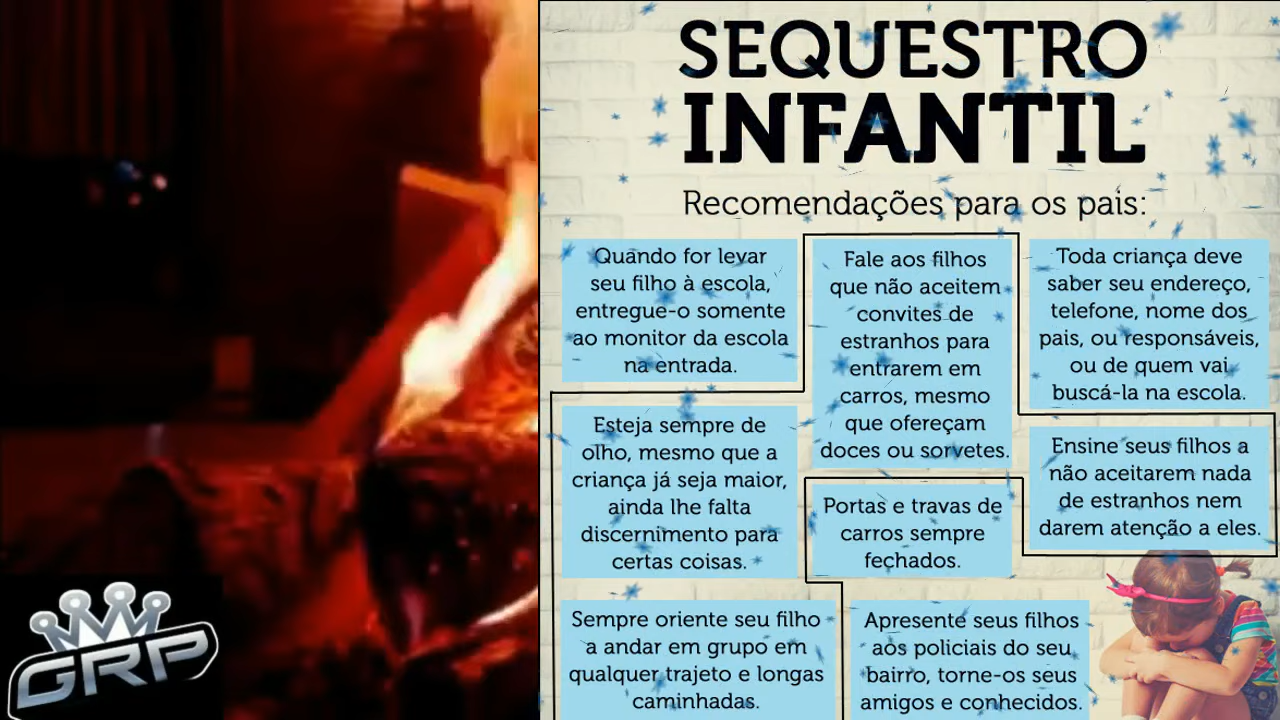 SEQUESTRO
INFANTIL
Recomendações para os pais:
Quando for levar
seu filho à escola,
entregue-o somente
ao monitor da escola
na entrada.
Fale aos filhos
que não aceitem
convites de
estranhos para
entrarem em
carros, mesmo
que ofereçam
doces ou sorvetes.
Toda criança deve
saber seu endereço,
telefone, nome dos
pais, ou responsáveis,
ou de quem vai
buscá-la na escola.
Esteja sempre de
olho, mesmo que a
criança já seja maior,
ainda lhe falta
discernimento para
certas coisas.
Portas e travas de
carros sempre
fechados.
Ensine seus filhos a
não aceitarem nada
de estranhos nem
darem atenção a eles.
Sempre oriente seu filho
a andar em grupo em
qualquer trajeto e longas
caminhadas.
Apresente seus filhos
aos policiais do seu
bairro, torne-os seus
amigos e conhecidos.
GRP